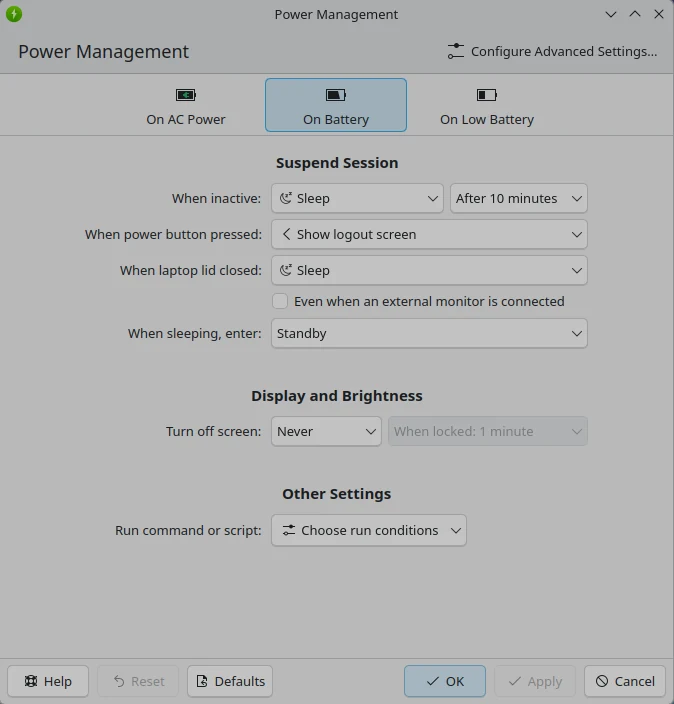 Power Management
Power Management
Configure Advanced Settings...
On AC Power
On Battery
On Low Battery
Suspend Session
When inactive: Sleep After 10 minutes
When power button pressed: Show logout screen
When laptop lid closed: Sleep
Even when an external monitor is connected
When sleeping, enter: Standby
Display and Brightness
Turn off screen: Never When locked: 1 minute
Other Settings
Run command or script: Choose run conditions
Help Reset Defaults OK Apply Cancel